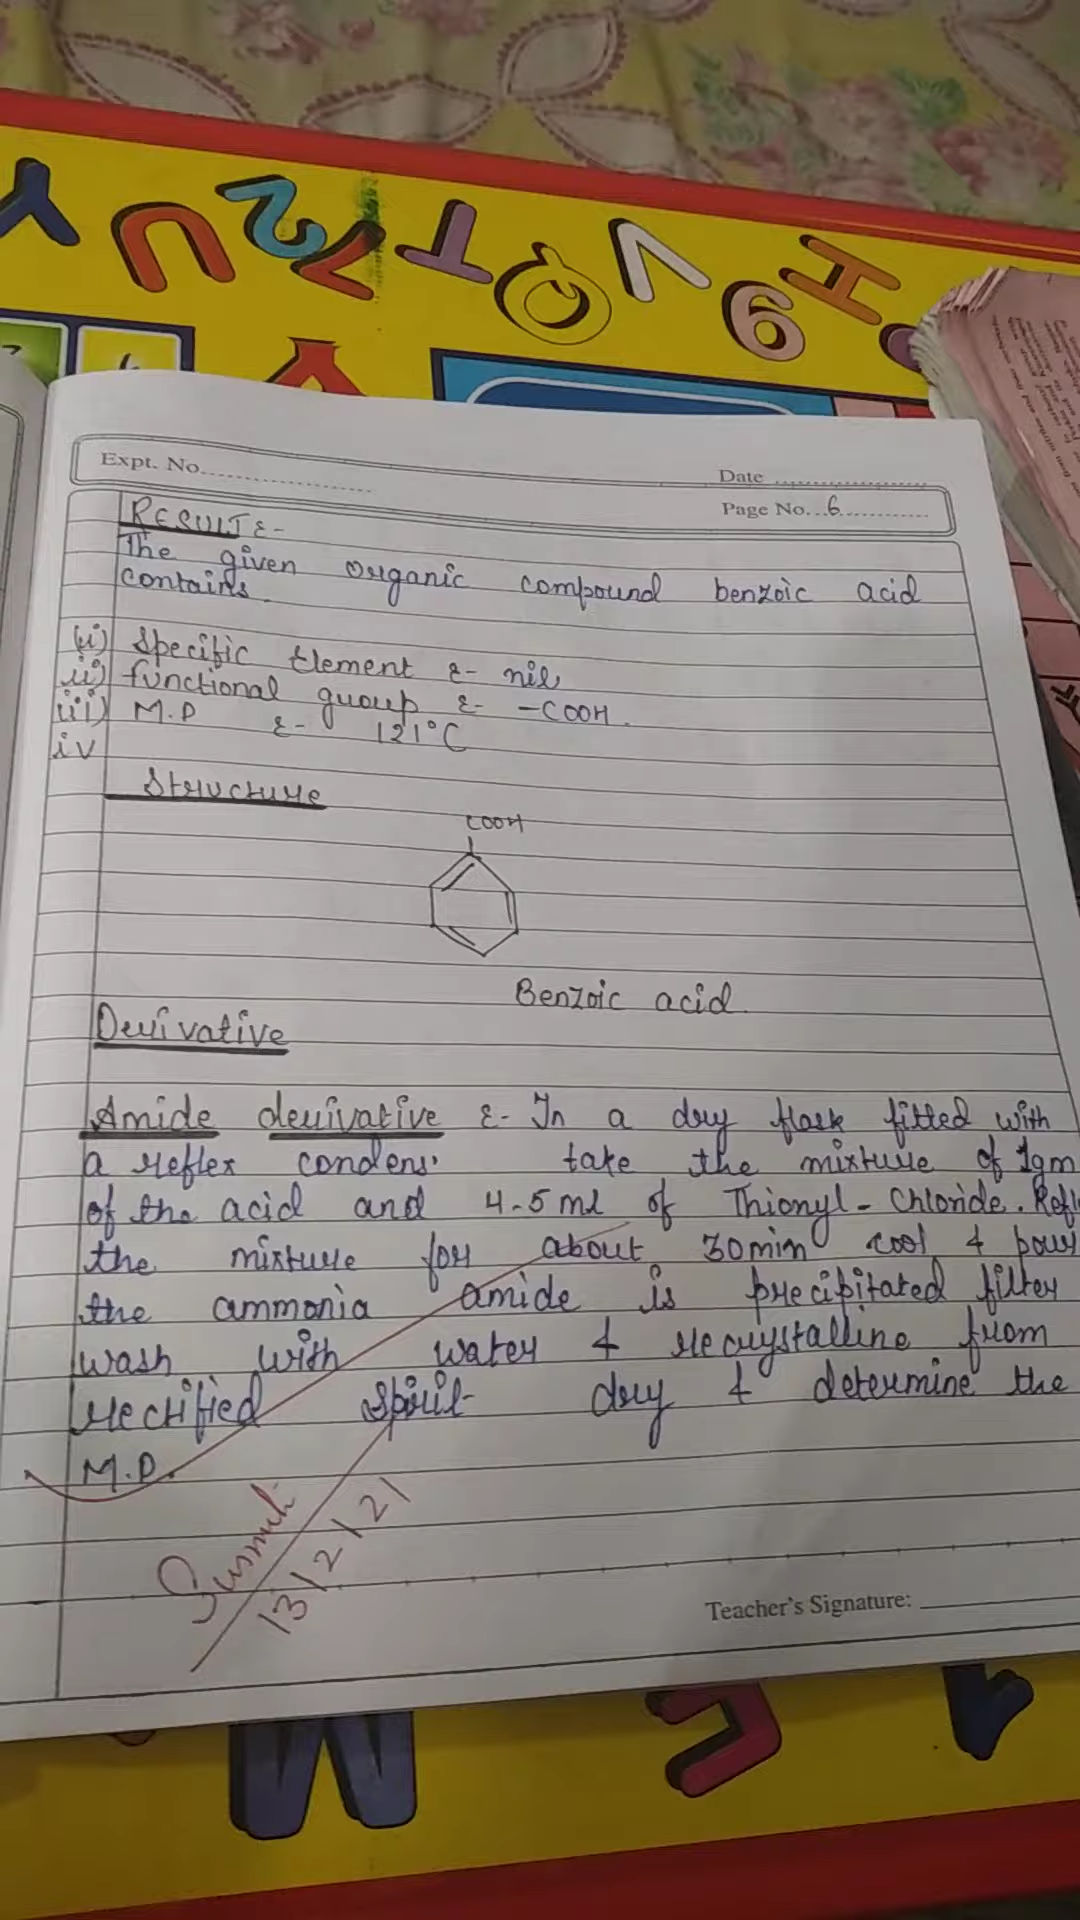 Y U 2 7 T Q V 9 H
Expt. No.
Date
Page No. 6
RESULT :-
The given organic compound benzoic acid
contains.
(i) Specific Element :- nil
ii) functional group :- -COOH.
iii) M.P :- 121°C
iv
Structure
COOH
Benzoic acid.
Derivative
Amide derivative :- In a dry flask fitted with
a reflex condens. take the mixture of 1gm
of the acid and 4-5 ml of Thionyl - Chloride. Refl
the mixture for about 30min cool & pour
the ammonia amide is precipitated filter
wash with water & recrystalline from
rectified spirit dry & determine the
M.P.
13/2/21
Teacher's Signature: